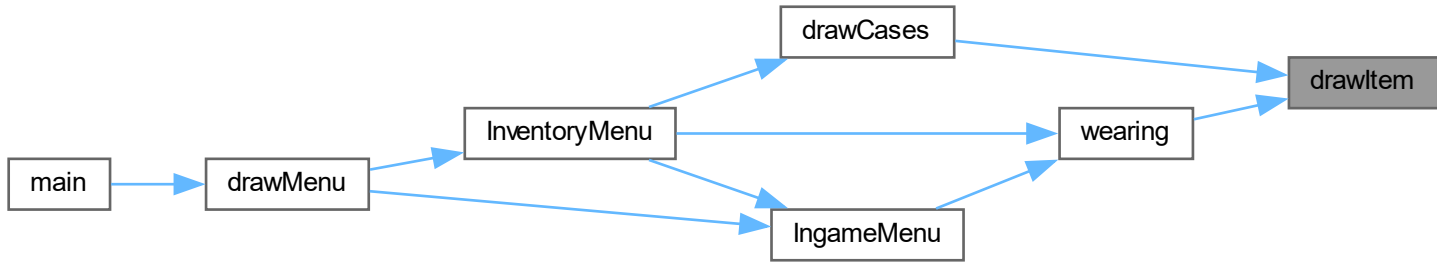 drawCases
drawItem
InventoryMenu
wearing
main
drawMenu
IngameMenu